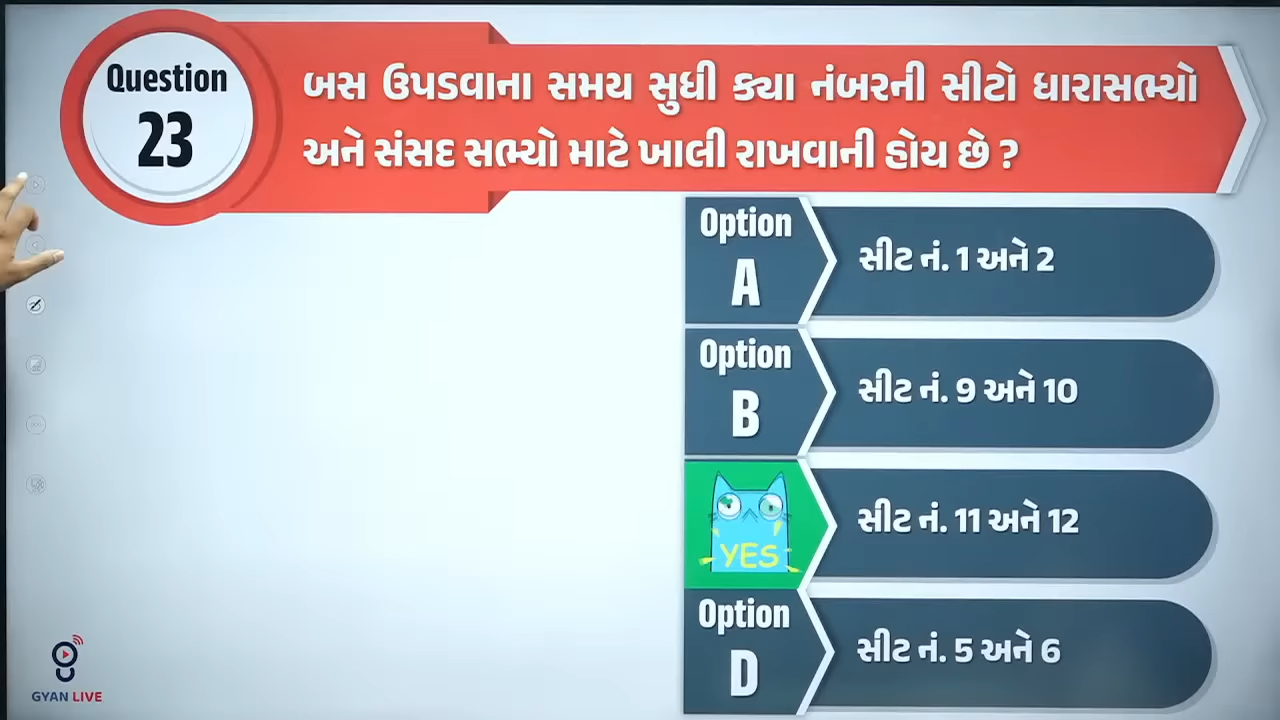 Question
23
બસ ઉપડવાના સમય સુધી ક્યા નંબરની સીટો ધારાસભ્યો
અને સંસદ સભ્યો માટે ખાલી રાખવાની હોય છે ?
Option
A
સીટ નં. 1 અને 2
Option
B
સીટ નં. 9 અને 10
YES
સીટ નં. 11 અને 12
Option
D
સીટ નં. 5 અને 6
GYAN LIVE